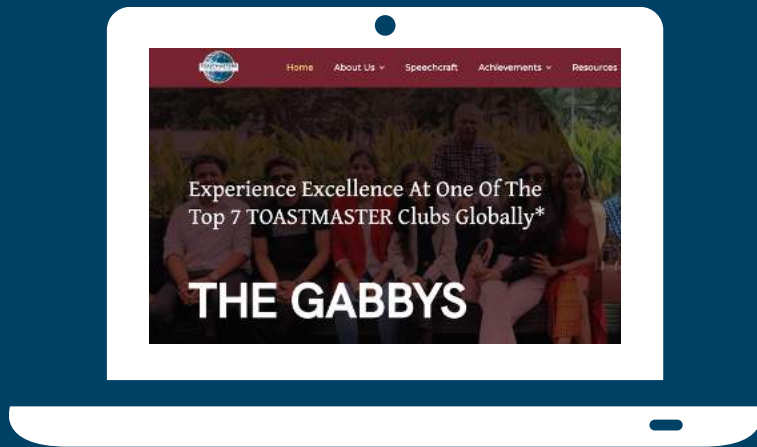 TOASTMASTERS
Home About Us Speechcraft Achievements Resources
Experience Excellence At One Of The
Top 7 TOASTMASTER Clubs Globally*
THE GABBYS